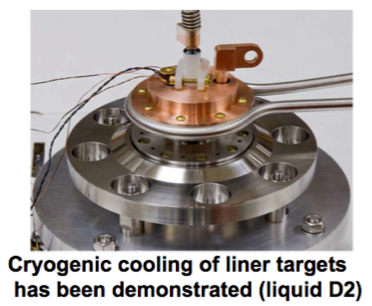 Cryogenic cooling of liner targets
has been demonstrated (liquid D2)